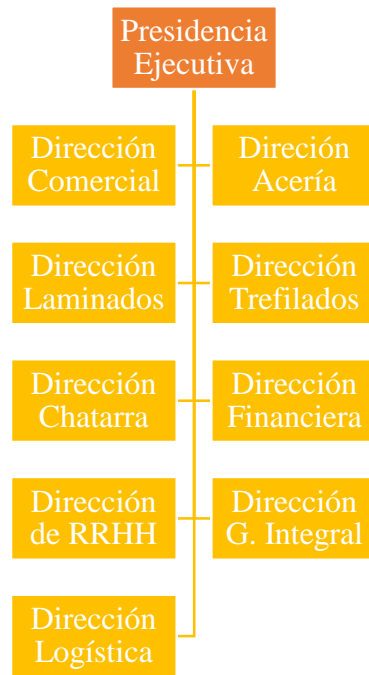 Presidencia
Ejecutiva
Dirección
Comercial
Direción
Acería
Dirección
Laminados
Dirección
Trefilados
Dirección
Chatarra
Dirección
Financiera
Dirección
de RRHH
Dirección
G. Integral
Dirección
Logística